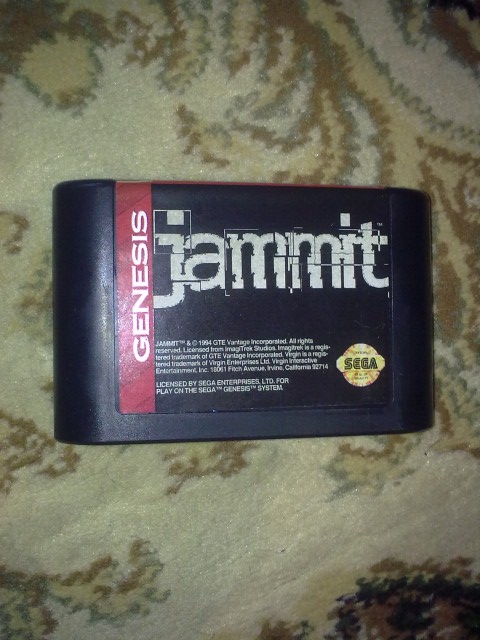 GENESIS
jammit™
JAMMIT™ & © 1994 GTE Vantage Incorporated. All rights
reserved. Licensed from ImagiTrek Studios. Imagitrek is a regis-
tered trademark of GTE Vantage Incorporated. Virgin is a regis-
tered trademark of Virgin Enterprises Ltd. Virgin Interactive
Entertainment, Inc. 18061 Fitch Avenue, Irvine, California 92714
LICENSED BY SEGA ENTERPRISES, LTD. FOR
PLAY ON THE SEGA™ GENESIS™ SYSTEM.
SEGA